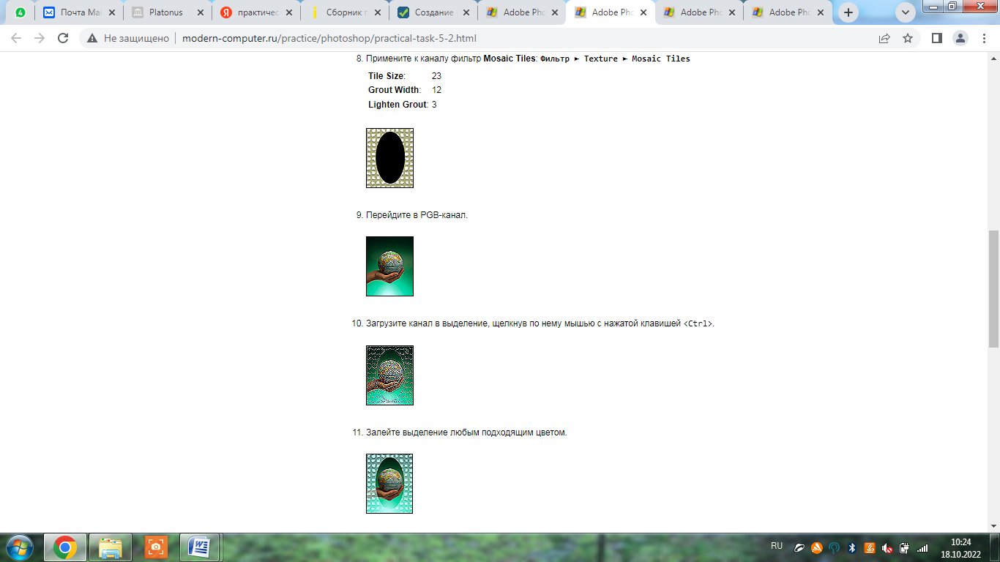 Почта Mai
Platonus
практичес
Сборник п
Создание
Adobe Pho
Adobe Pho
Adobe Pho
Adobe Pho
Не защищено
modern-computer.ru/practice/photoshop/practical-task-5-2.html
8. Примените к каналу фильтр Mosaic Tiles: Фильтр ► Texture ► Mosaic Tiles
Tile Size: 23
Grout Width: 12
Lighten Grout: 3
9. Перейдите в PGB-канал.
10. Загрузите канал в выделение, щелкнув по нему мышью с нажатой клавишей <Ctrl>.
11. Залейте выделение любым подходящим цветом.
RU
10:24
18.10.2022